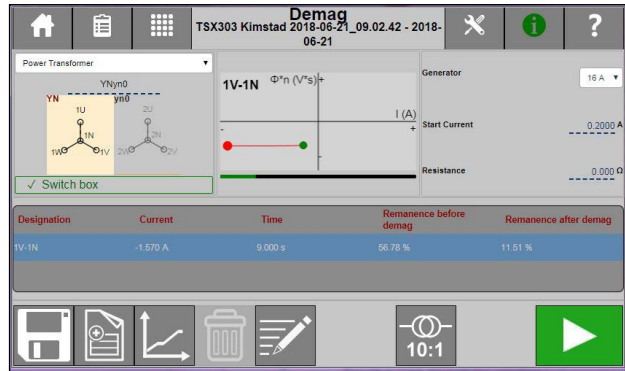 Demag
TSX303 Kimstad 2018-06-21_09.02.42 - 2018-
06-21
i
?
Power Transformer
YNyn0
YN
yn0
1U
2U
1N
2N
1W
1V
2W
2V
✓ Switch box
1V-1N
Φ*n (V*s)
+
I (A)
-
+
-
Generator
16 A
Start Current
0.2000 A
Resistance
0.000 Ω
Designation
Current
Time
Remanence before
demag
Remanence after demag
1V-1N
-1.570 A
9.000 s
56.78 %
11.51 %
10:1